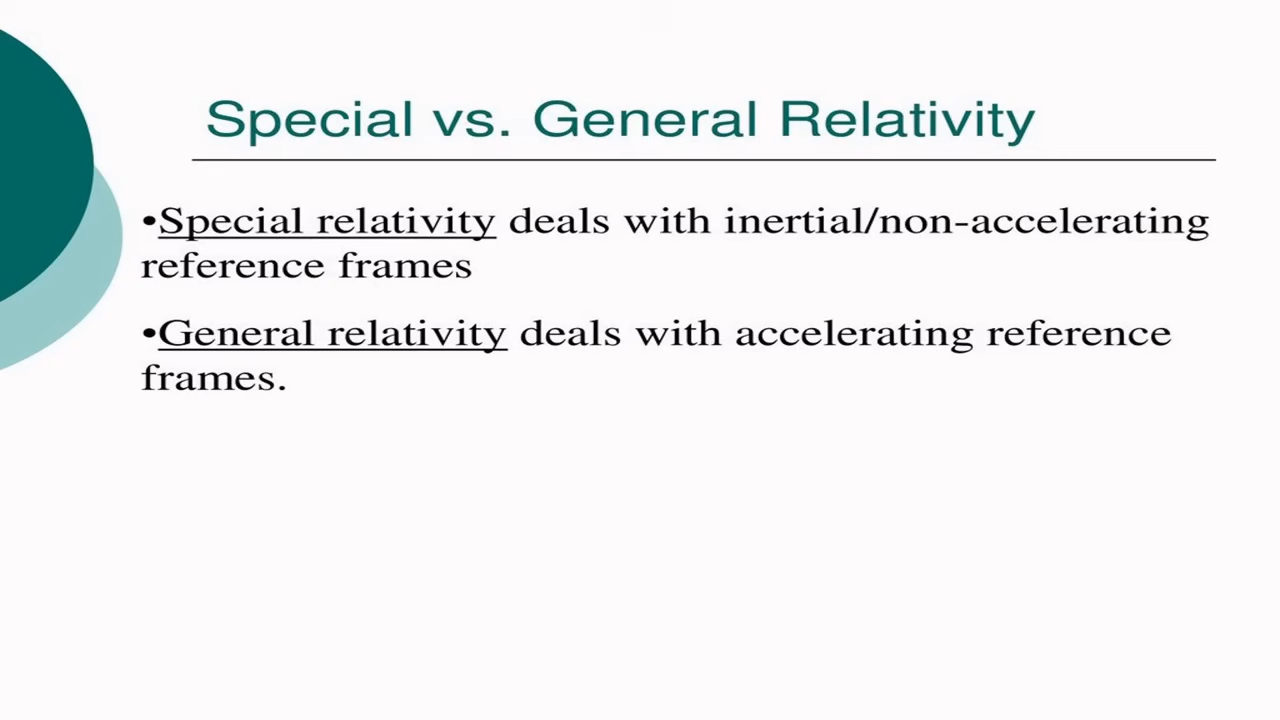 Special vs. General Relativity
•Special relativity deals with inertial/non-accelerating
reference frames
•General relativity deals with accelerating reference
frames.